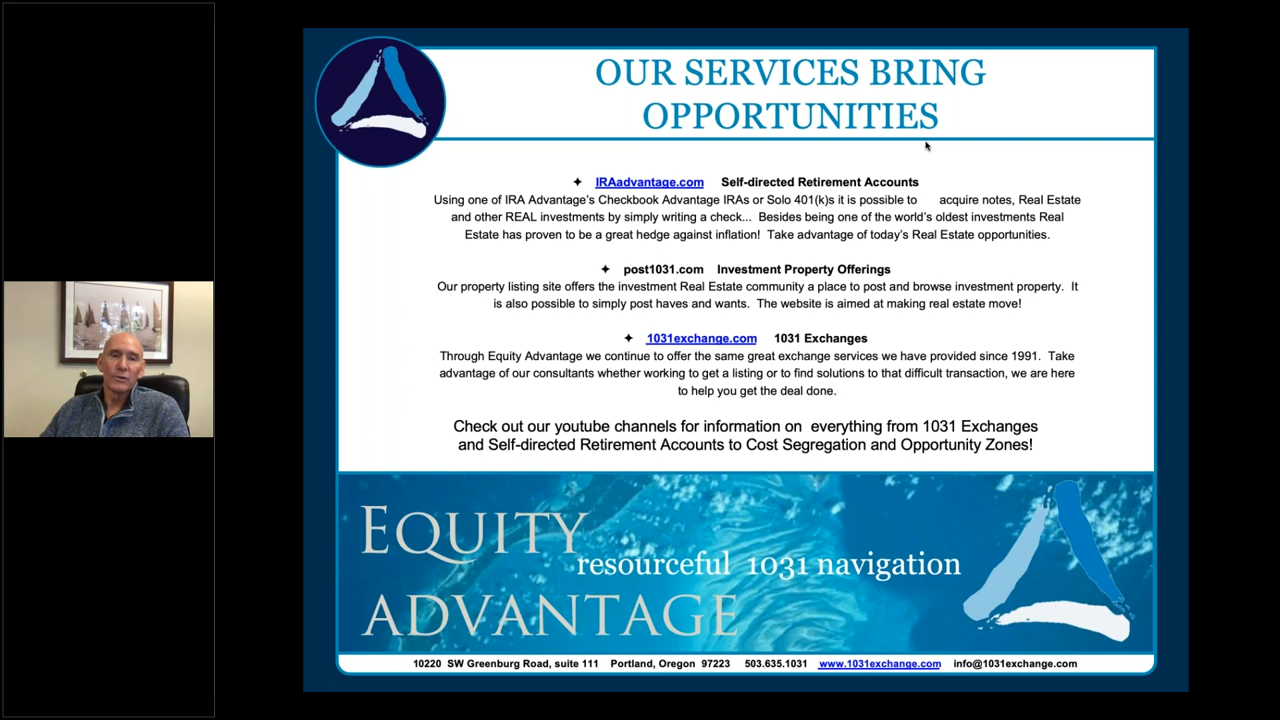 OUR SERVICES BRING
OPPORTUNITIES
✦ IRAadvantage.com Self-directed Retirement Accounts
Using one of IRA Advantage's Checkbook Advantage IRAs or Solo 401(k)s it is possible to acquire notes, Real Estate
and other REAL investments by simply writing a check... Besides being one of the world's oldest investments Real
Estate has proven to be a great hedge against inflation! Take advantage of today's Real Estate opportunities.
✦ post1031.com Investment Property Offerings
Our property listing site offers the investment Real Estate community a place to post and browse investment property. It
is also possible to simply post haves and wants. The website is aimed at making real estate move!
✦ 1031exchange.com 1031 Exchanges
Through Equity Advantage we continue to offer the same great exchange services we have provided since 1991. Take
advantage of our consultants whether working to get a listing or to find solutions to that difficult transaction, we are here
to help you get the deal done.
Check out our youtube channels for information on everything from 1031 Exchanges
and Self-directed Retirement Accounts to Cost Segregation and Opportunity Zones!
EQUITY
resourceful 1031 navigation
ADVANTAGE
10220 SW Greenburg Road, suite 111 Portland, Oregon 97223 503.635.1031 www.1031exchange.com info@1031exchange.com